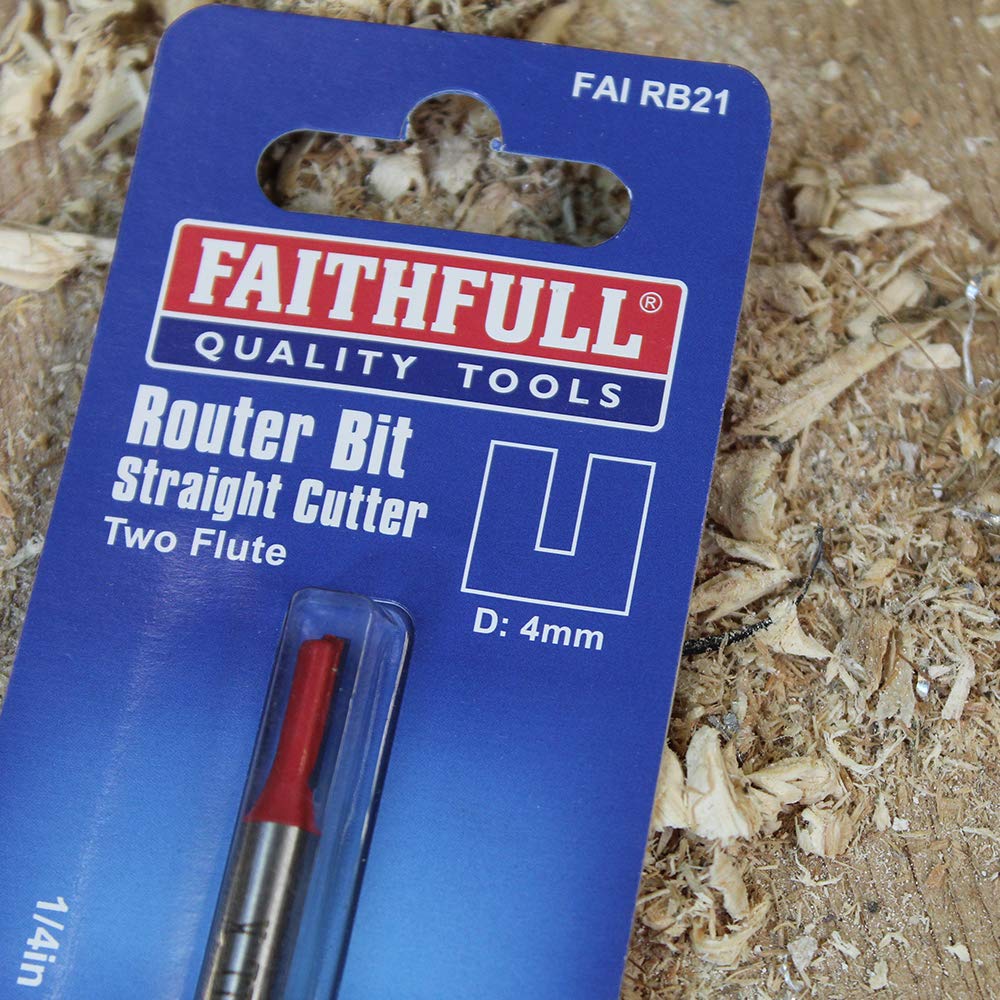 FAI RB21
FAITHFULL®
QUALITY TOOLS
Router Bit
Straight Cutter
Two Flute
D: 4mm
1/4in